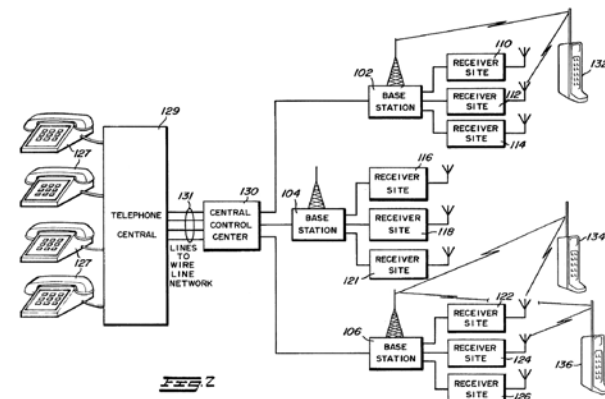 129
127
TELEPHONE
CENTRAL
127
127
131
LINES
TO
WIRE
LINE
NETWORK
130
CENTRAL
CONTROL
CENTER
102
BASE
STATION
110
RECEIVER
SITE
112
RECEIVER
SITE
114
RECEIVER
SITE
132
104
BASE
STATION
116
RECEIVER
SITE
118
RECEIVER
SITE
121
RECEIVER
SITE
134
106
BASE
STATION
122
RECEIVER
SITE
124
RECEIVER
SITE
126
RECEIVER
SITE
136
Fig. 2